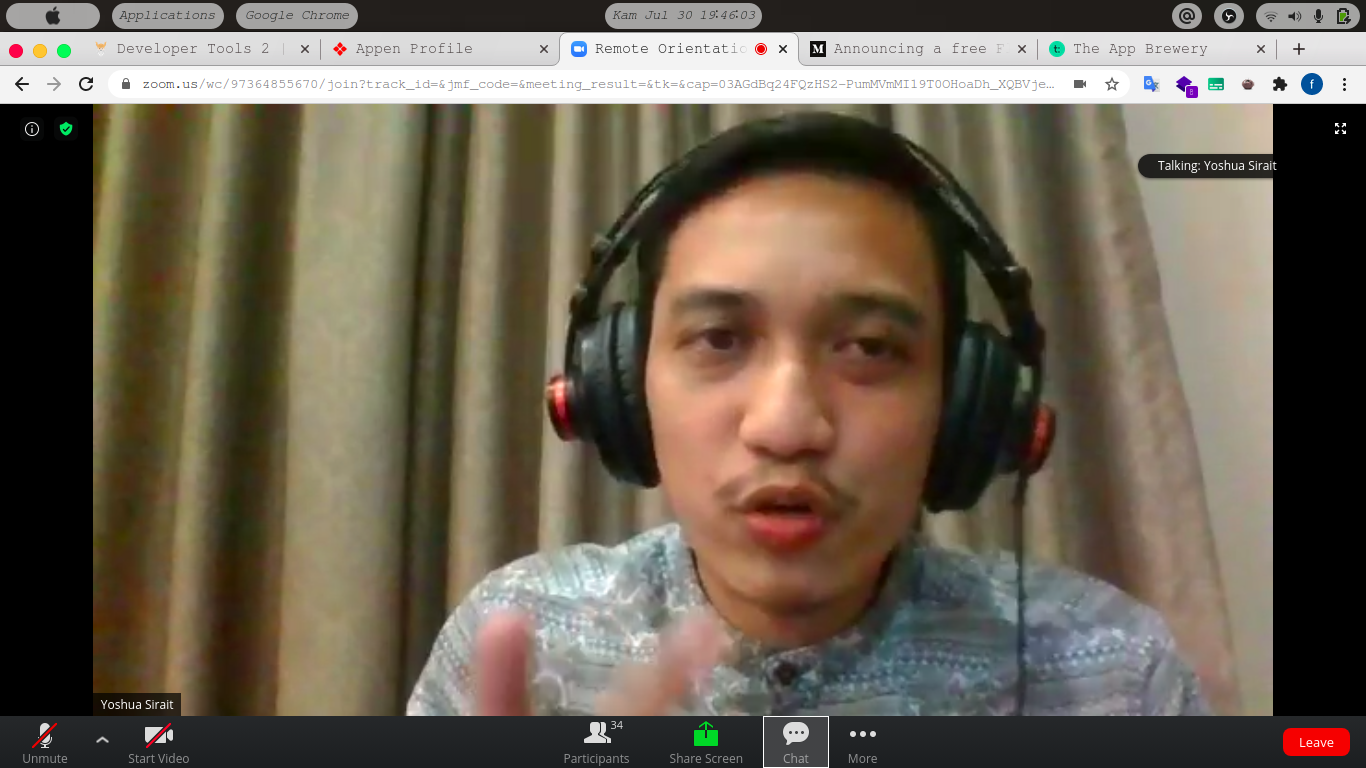 Applications
Google Chrome
Kam Jul 30 19:46:03
Developer Tools 2
Appen Profile
Remote Orientatio
Announcing a free F
The App Brewery
zoom.us/wc/97364855670/join?track_id=&jmf_code=&meeting_result=&tk=&cap=03AGdBq24FQzHS2-PumMVmMIl9T0OHoaDh_XQBVje…
Talking: Yoshua Sirait
Yoshua Sirait
Unmute
Start Video
34
Participants
Share Screen
Chat
More
Leave